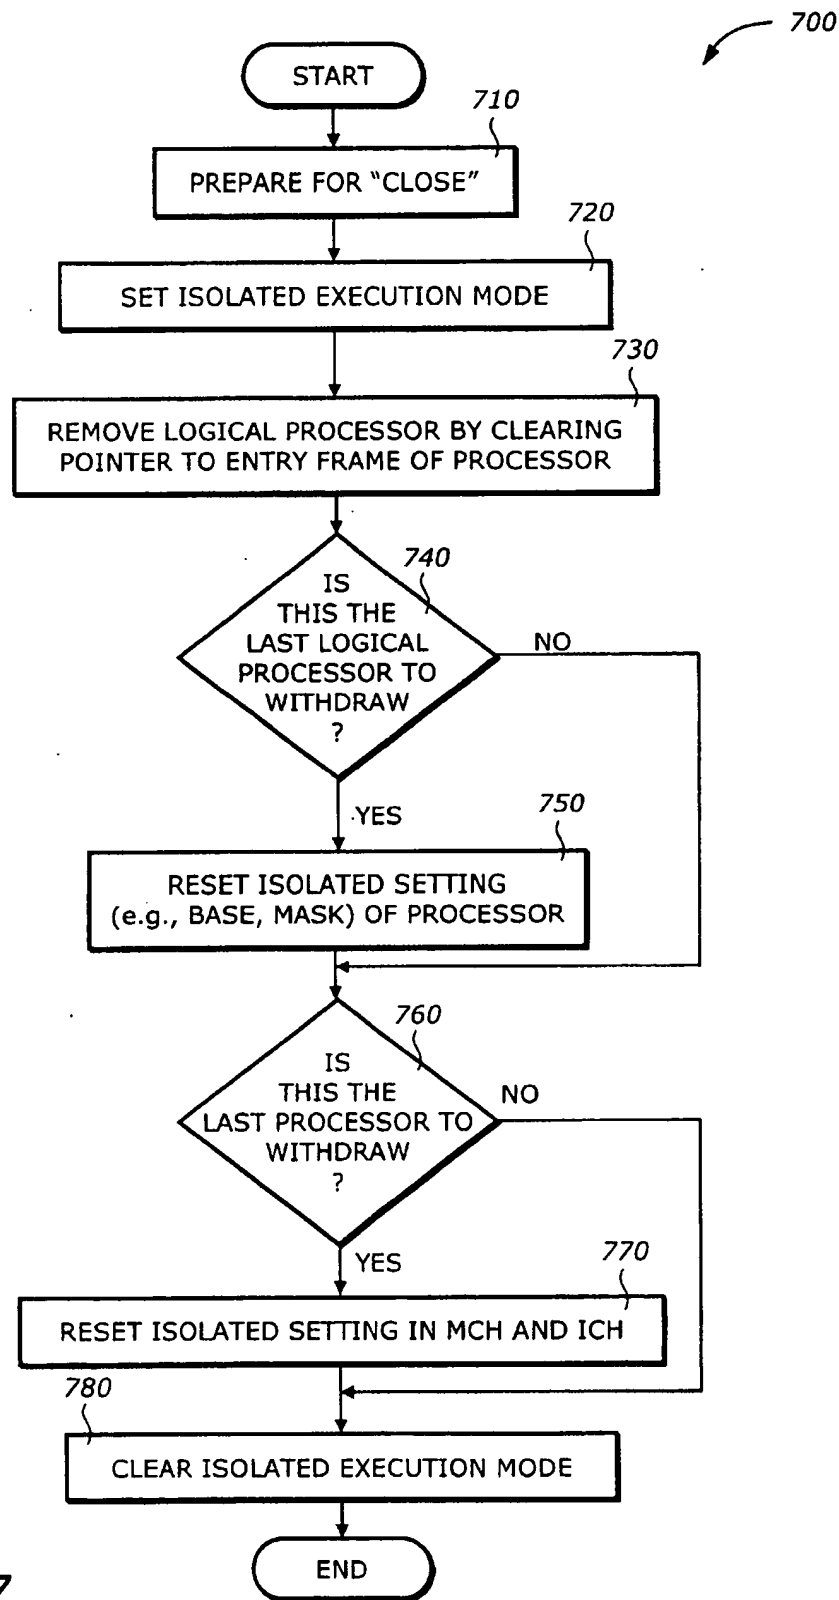 700
START
710
PREPARE FOR “CLOSE”
720
SET ISOLATED EXECUTION MODE
730
REMOVE LOGICAL PROCESSOR BY CLEARING
POINTER TO ENTRY FRAME OF PROCESSOR
740
IS
THIS THE
LAST LOGICAL
PROCESSOR TO
WITHDRAW
?
NO
YES
750
RESET ISOLATED SETTING
(e.g., BASE, MASK) OF PROCESSOR
760
IS
THIS THE
LAST PROCESSOR TO
WITHDRAW
?
NO
YES
770
RESET ISOLATED SETTING IN MCH AND ICH
780
CLEAR ISOLATED EXECUTION MODE
END